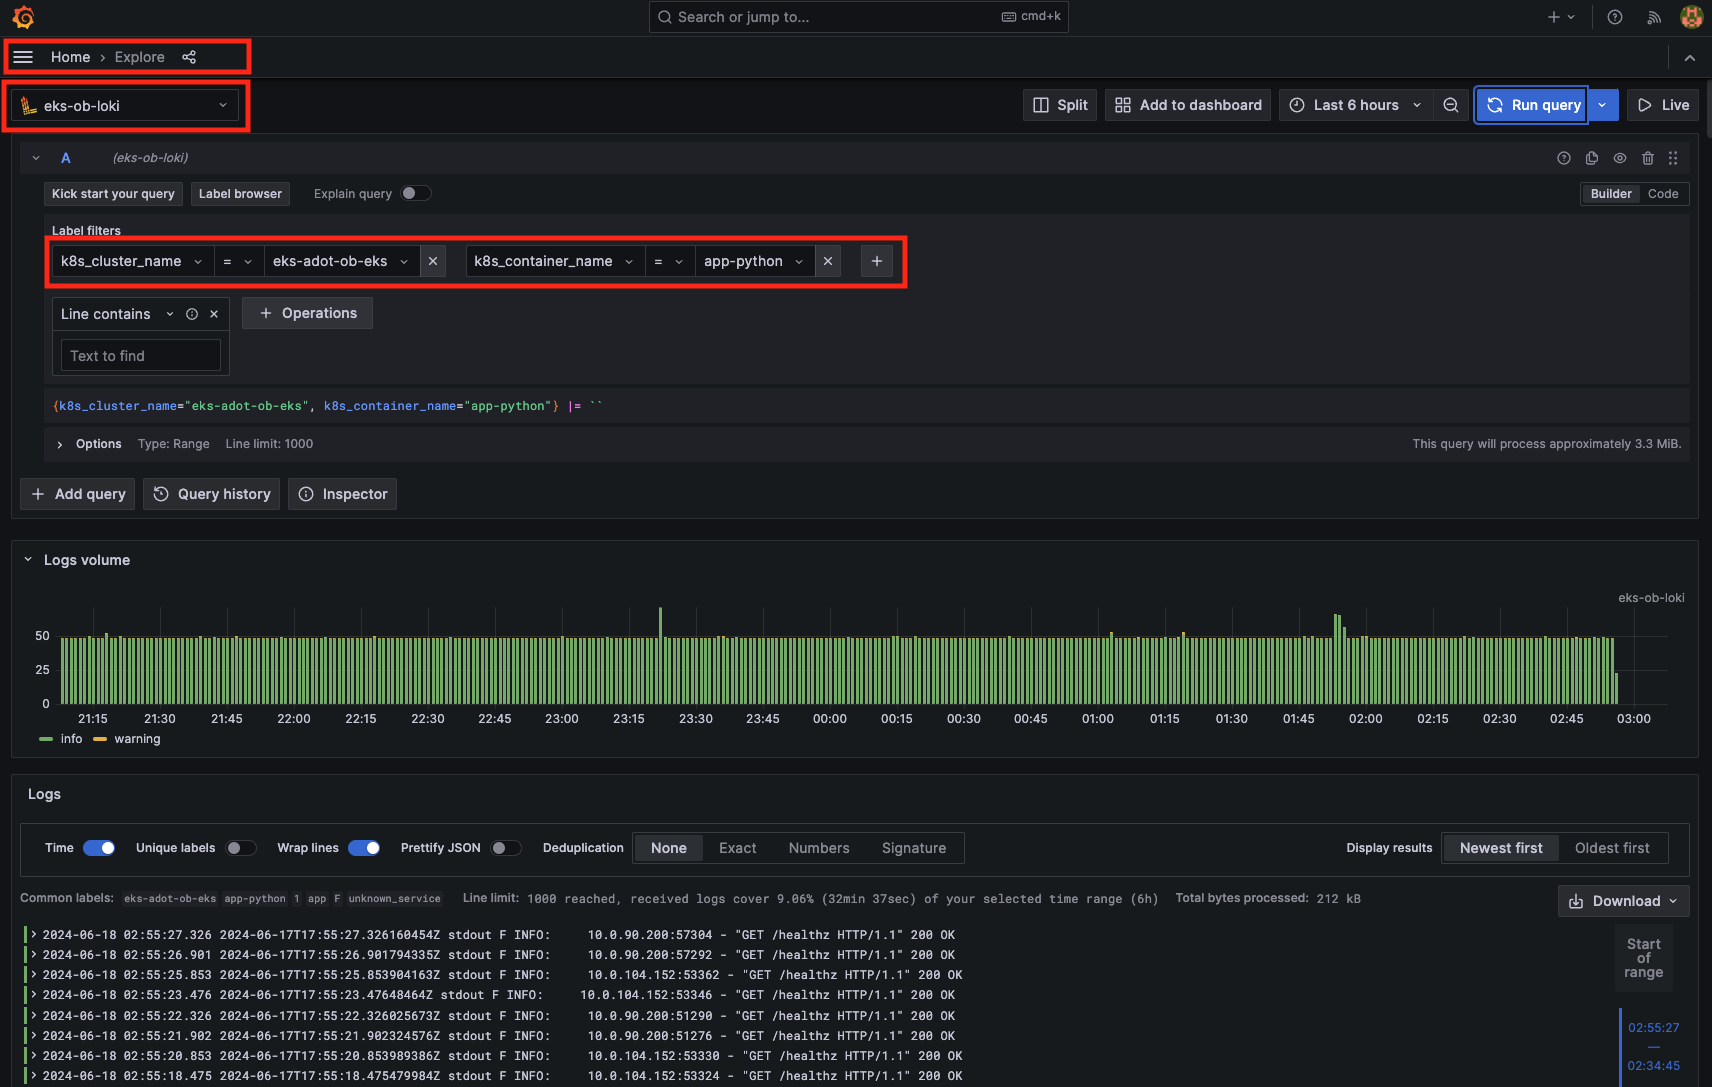 Search or jump to... cmd+k
Home › Explore
eks-ob-loki
Split Add to dashboard Last 6 hours Run query Live
A (eks-ob-loki)
Kick start your query Label browser Explain query Builder Code
Label filters
k8s_cluster_name = eks-adot-ob-eks k8s_container_name = app-python
Line contains Operations
Text to find
{k8s_cluster_name="eks-adot-ob-eks", k8s_container_name="app-python"} |= ``
Options Type: Range Line limit: 1000 This query will process approximately 3.3 MiB.
Add query Query history Inspector
Logs volume
eks-ob-loki
50
25
0
21:15 21:30 21:45 22:00 22:15 22:30 22:45 23:00 23:15 23:30 23:45 00:00 00:15 00:30 00:45 01:00 01:15 01:30 01:45 02:00 02:15 02:30 02:45 03:00
info warning
Logs
Time Unique labels Wrap lines Prettify JSON Deduplication None Exact Numbers Signature Display results Newest first Oldest first
Common labels: eks-adot-ob-eks app-python 1 app F unknown_service Line limit: 1000 reached, received logs cover 9.06% (32min 37sec) of your selected time range (6h) Total bytes processed: 212 kB Download
2024-06-18 02:55:27.326 2024-06-17T17:55:27.326160454Z stdout F INFO: 10.0.90.200:57304 - "GET /healthz HTTP/1.1" 200 OK
2024-06-18 02:55:26.901 2024-06-17T17:55:26.901794335Z stdout F INFO: 10.0.90.200:57292 - "GET /healthz HTTP/1.1" 200 OK
2024-06-18 02:55:25.853 2024-06-17T17:55:25.853904163Z stdout F INFO: 10.0.104.152:53362 - "GET /healthz HTTP/1.1" 200 OK
2024-06-18 02:55:23.476 2024-06-17T17:55:23.47648464Z stdout F INFO: 10.0.104.152:53346 - "GET /healthz HTTP/1.1" 200 OK
2024-06-18 02:55:22.326 2024-06-17T17:55:22.326025673Z stdout F INFO: 10.0.90.200:51290 - "GET /healthz HTTP/1.1" 200 OK
2024-06-18 02:55:21.902 2024-06-17T17:55:21.902324576Z stdout F INFO: 10.0.90.200:51276 - "GET /healthz HTTP/1.1" 200 OK
2024-06-18 02:55:20.853 2024-06-17T17:55:20.853989386Z stdout F INFO: 10.0.104.152:53330 - "GET /healthz HTTP/1.1" 200 OK
2024-06-18 02:55:18.475 2024-06-17T17:55:18.475479984Z stdout F INFO: 10.0.104.152:53324 - "GET /healthz HTTP/1.1" 200 OK
Start
of
range
02:55:27
—
02:34:45